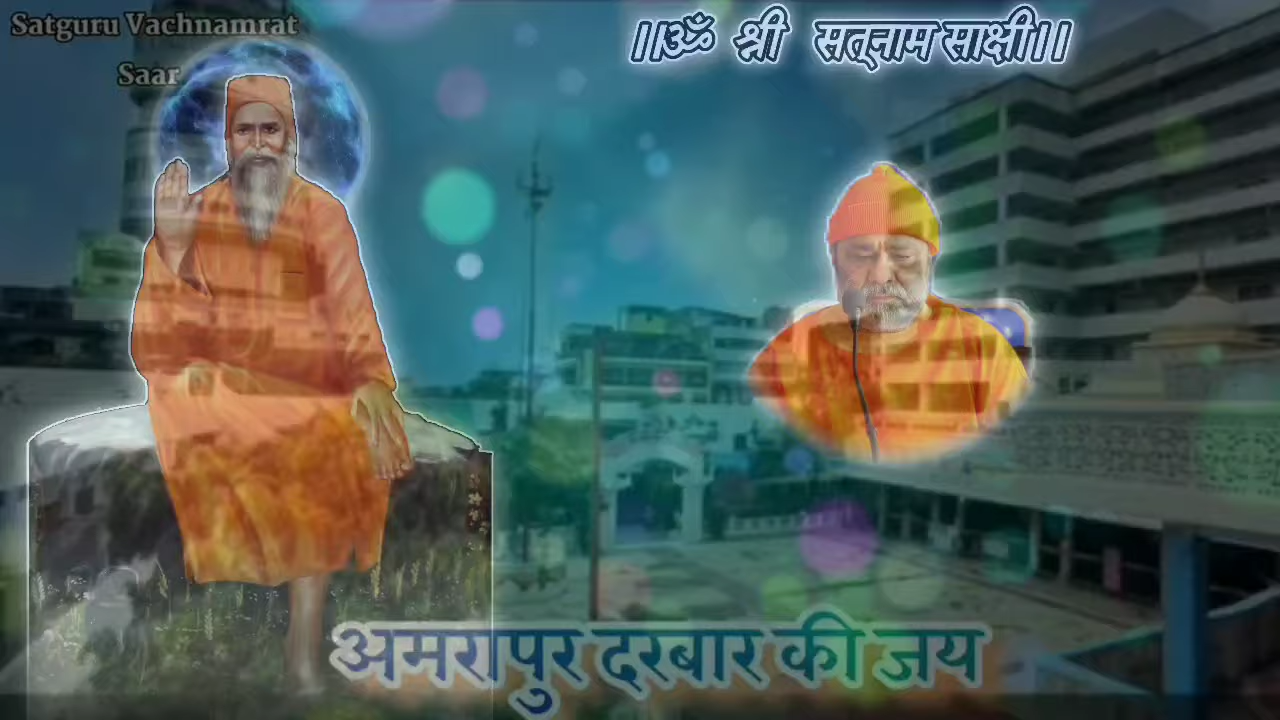 Satguru Vachnamrat
Saar
।।ॐ श्री सत्नाम साक्षी।।
अमरापुर दरबार की जय